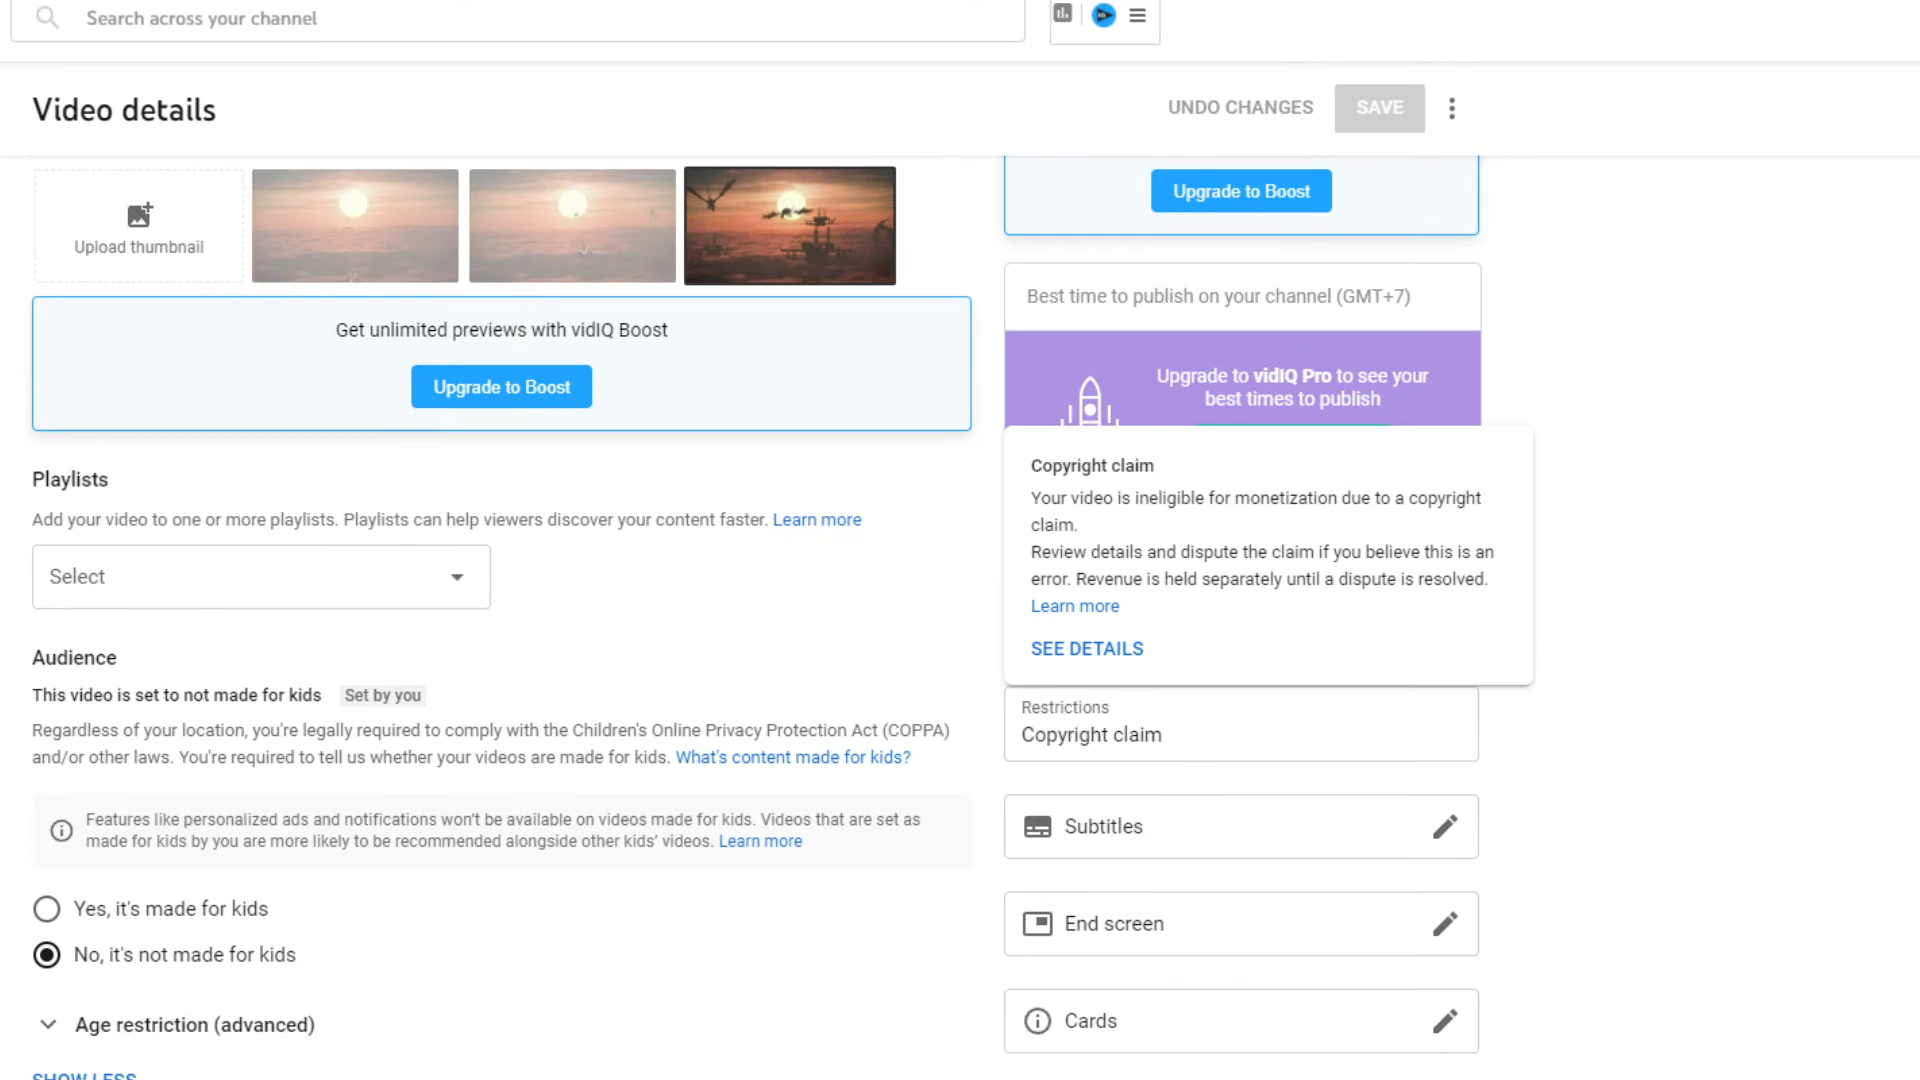 Search across your channel
Video details
UNDO CHANGES
SAVE
Upload thumbnail
Get unlimited previews with vidIQ Boost
Upgrade to Boost
Playlists
Add your video to one or more playlists. Playlists can help viewers discover your content faster. Learn more
Select
Audience
This video is set to not made for kids Set by you
Regardless of your location, you're legally required to comply with the Children's Online Privacy Protection Act (COPPA)
and/or other laws. You're required to tell us whether your videos are made for kids. What's content made for kids?
Features like personalized ads and notifications won't be available on videos made for kids. Videos that are set as
made for kids by you are more likely to be recommended alongside other kids' videos. Learn more
Yes, it's made for kids
No, it's not made for kids
Age restriction (advanced)
SHOW LESS
Upgrade to Boost
Best time to publish on your channel (GMT+7)
Upgrade to vidIQ Pro to see your
best times to publish
Copyright claim
Your video is ineligible for monetization due to a copyright
claim.
Review details and dispute the claim if you believe this is an
error. Revenue is held separately until a dispute is resolved.
Learn more
SEE DETAILS
Restrictions
Copyright claim
Subtitles
End screen
Cards